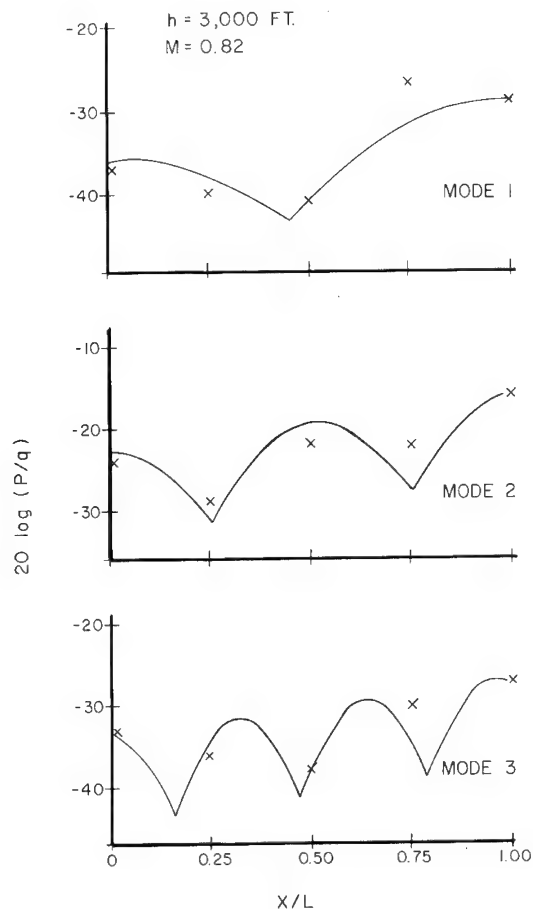 h = 3,000 FT.
M = 0.82
-20
-30
-40
MODE 1
-10
-20
-30
MODE 2
20 log (P/q)
-20
-30
-40
MODE 3
0 0.25 0.50 0.75 1.00
X/L